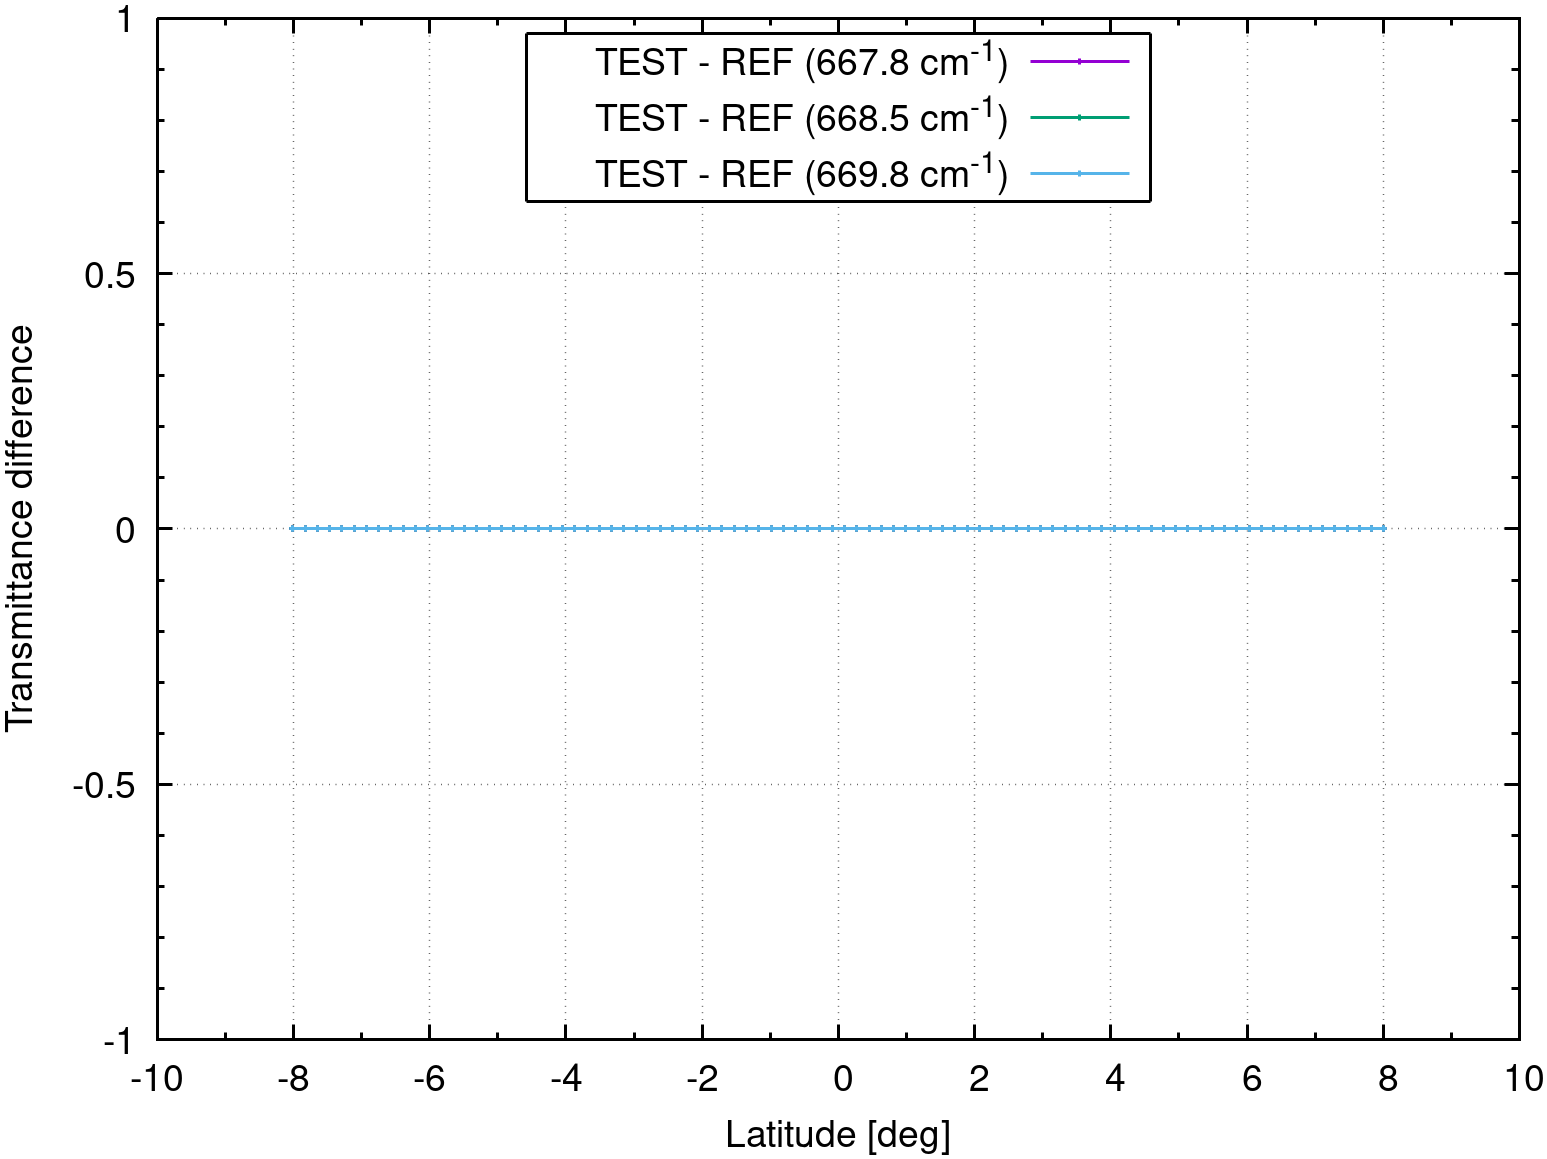 1
TEST - REF (667.8 cm⁻¹)
TEST - REF (668.5 cm⁻¹)
TEST - REF (669.8 cm⁻¹)
0.5
Transmittance difference
0
-0.5
-1
-10 -8 -6 -4 -2 0 2 4 6 8 10
Latitude [deg]